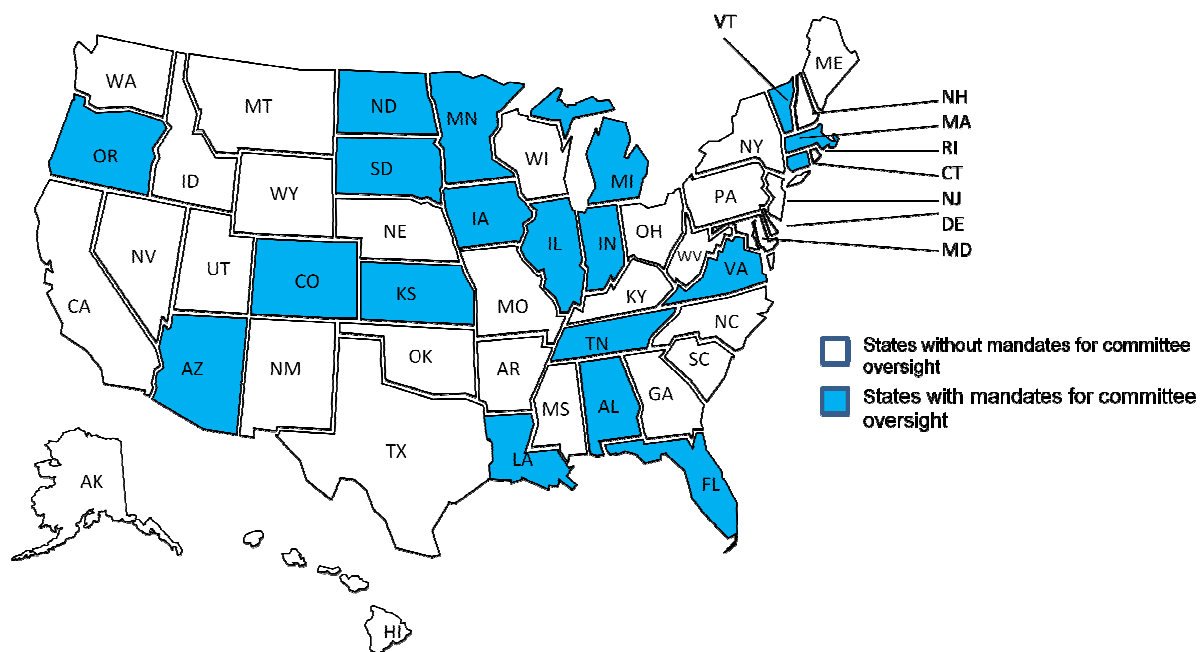 VT
ME
WA
MT
ND
MN
NH
MA
OR
WI
NY
RI
SD
ID
MI
CT
WY
PA
NJ
IA
NE
OH
DE
IL
IN
NV
UT
WV
MD
CO
VA
KS
CA
MO
KY
NC
TN
OK
States without mandates for committee
oversight
AZ
NM
AR
SC
GA
States with mandates for committee
oversight
MS
AL
TX
LA
FL
AK
HI